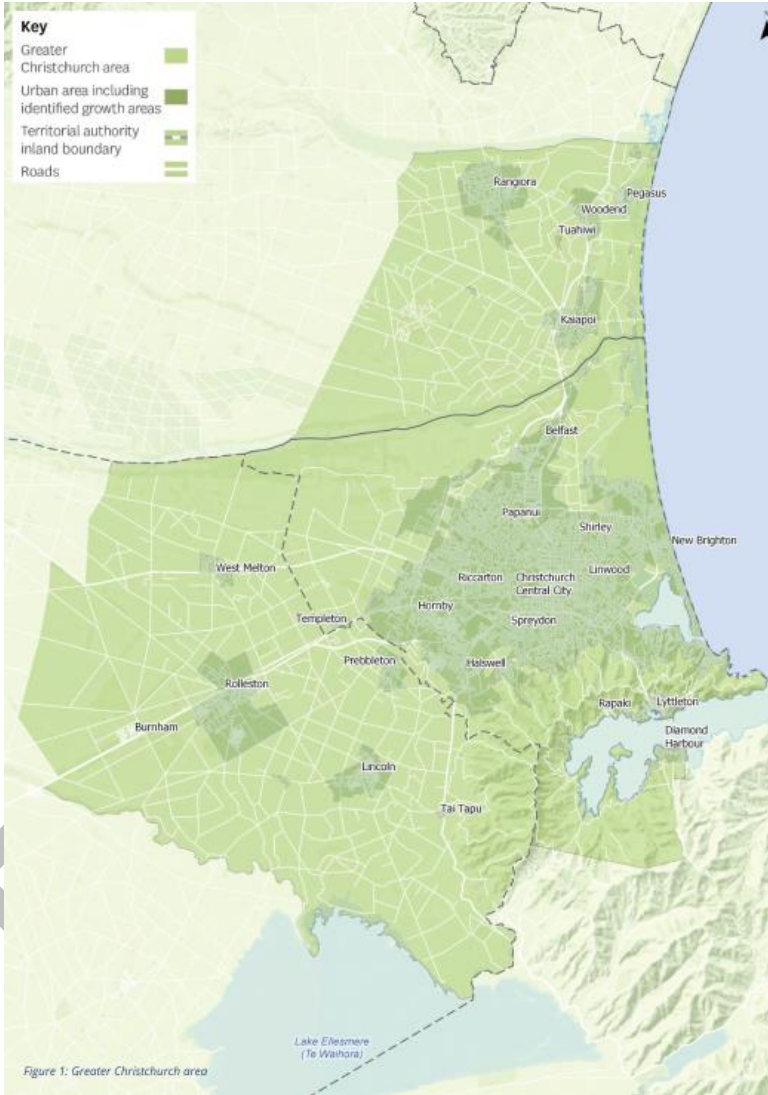 Key
Greater
Christchurch area
Urban area including
identified growth areas
Territorial authority
inland boundary
Roads
Rangiora
Pegasus
Woodend
Tuahiwi
Kaiapoi
Belfast
Papanui
Shirley
New Brighton
West Melton
Linwood
Riccarton
Christchurch
Central City
Hornby
Templeton
Spreydon
Prebbleton
Halswell
Rolleston
Rapaki
Lyttleton
Burnham
Diamond
Harbour
Lincoln
Tai Tapu
Lake Ellesmere
(Te Waihora)
Figure 1: Greater Christchurch area